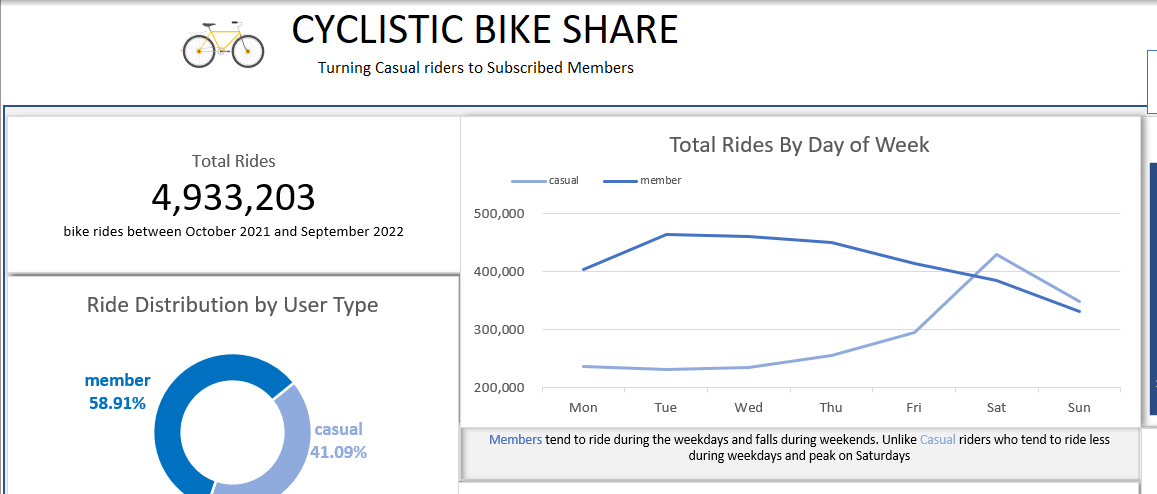 CYCLISTIC BIKE SHARE
Turning Casual riders to Subscribed Members
Total Rides
4,933,203
bike rides between October 2021 and September 2022
Ride Distribution by User Type
member
58.91%
casual
41.09%
Total Rides By Day of Week
casual member
500,000
400,000
300,000
200,000
Mon Tue Wed Thu Fri Sat Sun
Members tend to ride during the weekdays and falls during weekends. Unlike Casual riders who tend to ride less
during weekdays and peak on Saturdays